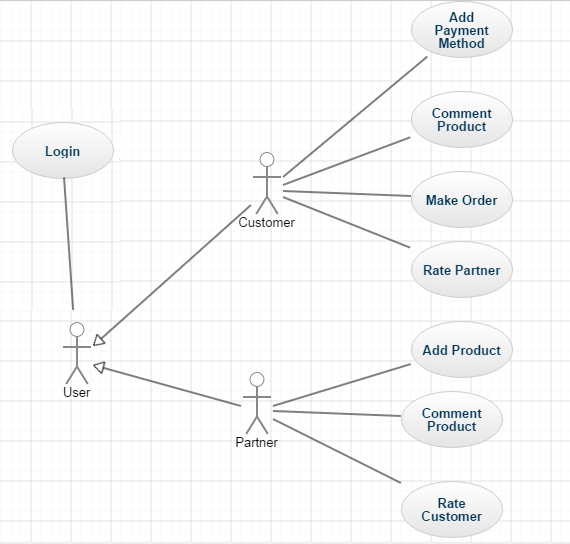 Add
Payment
Method
Comment
Product
Login
Make Order
Customer
Rate Partner
Add Product
User
Comment
Product
Partner
Rate
Customer